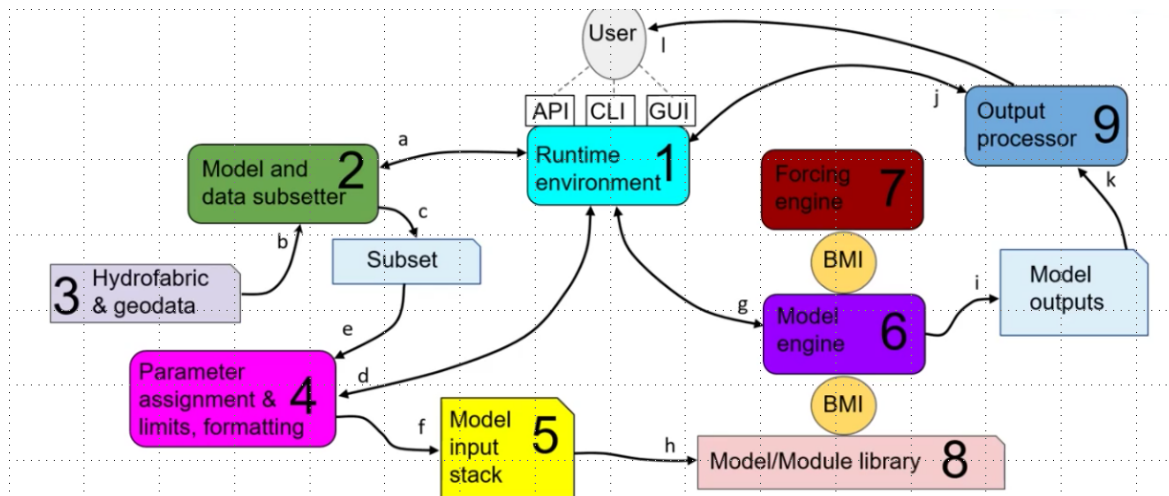 User
l
API
CLI
GUI
j
Output
processor
9
a
Runtime
environment
1
Model and
data subsetter
2
Forcing
engine
7
k
c
b
Subset
BMI
3
Hydrofabric
& geodata
Model
outputs
i
g
Model
engine
6
e
d
Parameter
assignment &
limits, formatting
4
BMI
f
Model
input
stack
5
h
Model/Module library
8